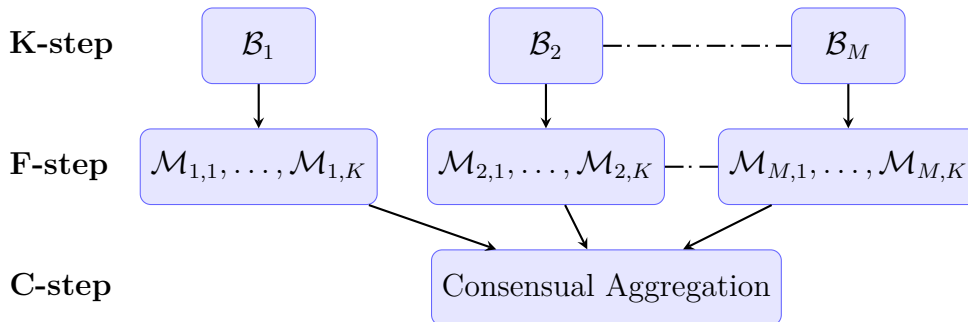 K-step ℬ₁ ℬ₂ ℬ_M
F-step ℳ₁,₁, . . . , ℳ₁,K ℳ₂,₁, . . . , ℳ₂,K ℳ_M,₁, . . . , ℳ_M,K
C-step Consensual Aggregation